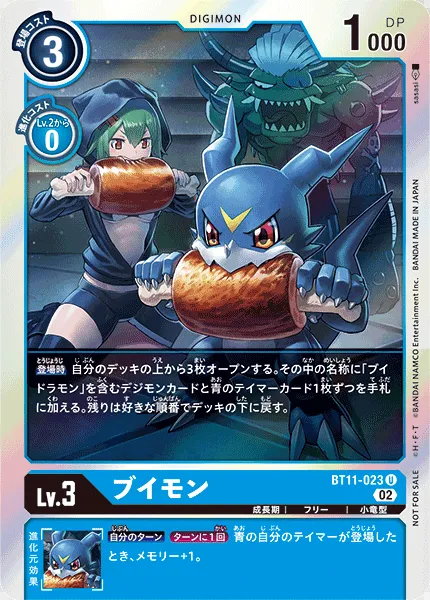 登場コスト
3
DIGIMON
1000
DP
進化コスト
Lv.2から
0
sasasi
登場時 自分のデッキの上から3枚オープンする。その中の名称に「ブイ
ドラモン」を含むデジモンカードと青のテイマーカード1枚ずつを手札
に加える。残りは好きな順番でデッキの下に戻す。
©H・F・T ©BANDAI NAMCO Entertainment Inc. BANDAI MADE IN JAPAN
NOT FOR SALE
BT11-023 U
02
Lv.3
ブイモン
成長期 フリー 小竜型
進化元効果
自分のターン ターンに1回 青の自分のテイマーが登場した
とき、メモリー+1。